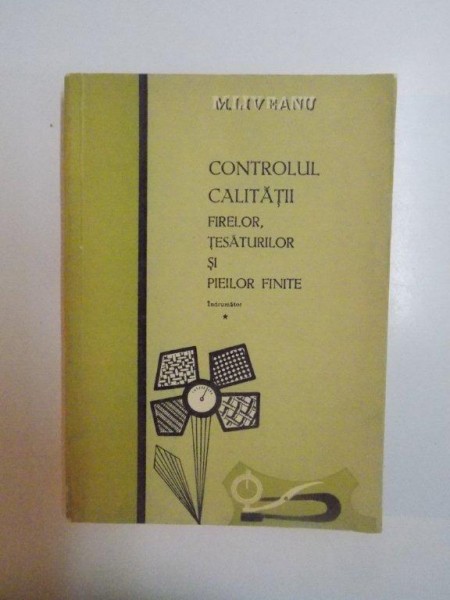 M. LIVEANU
CONTROLUL
CALITĂȚII
FIRELOR,
ȚESĂTURILOR
ȘI
PIEILOR FINITE
Îndrumător
*